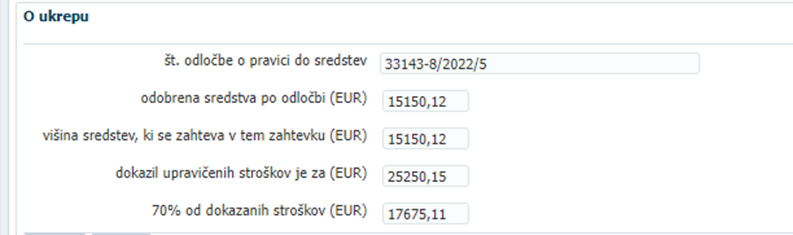 O ukrepu
št. odločbe o pravici do sredstev 33143-8/2022/5
odobrena sredstva po odločbi (EUR) 15150,12
višina sredstev, ki se zahteva v tem zahtevku (EUR) 15150,12
dokazil upravičenih stroškov je za (EUR) 25250,15
70% od dokazanih stroškov (EUR) 17675,11